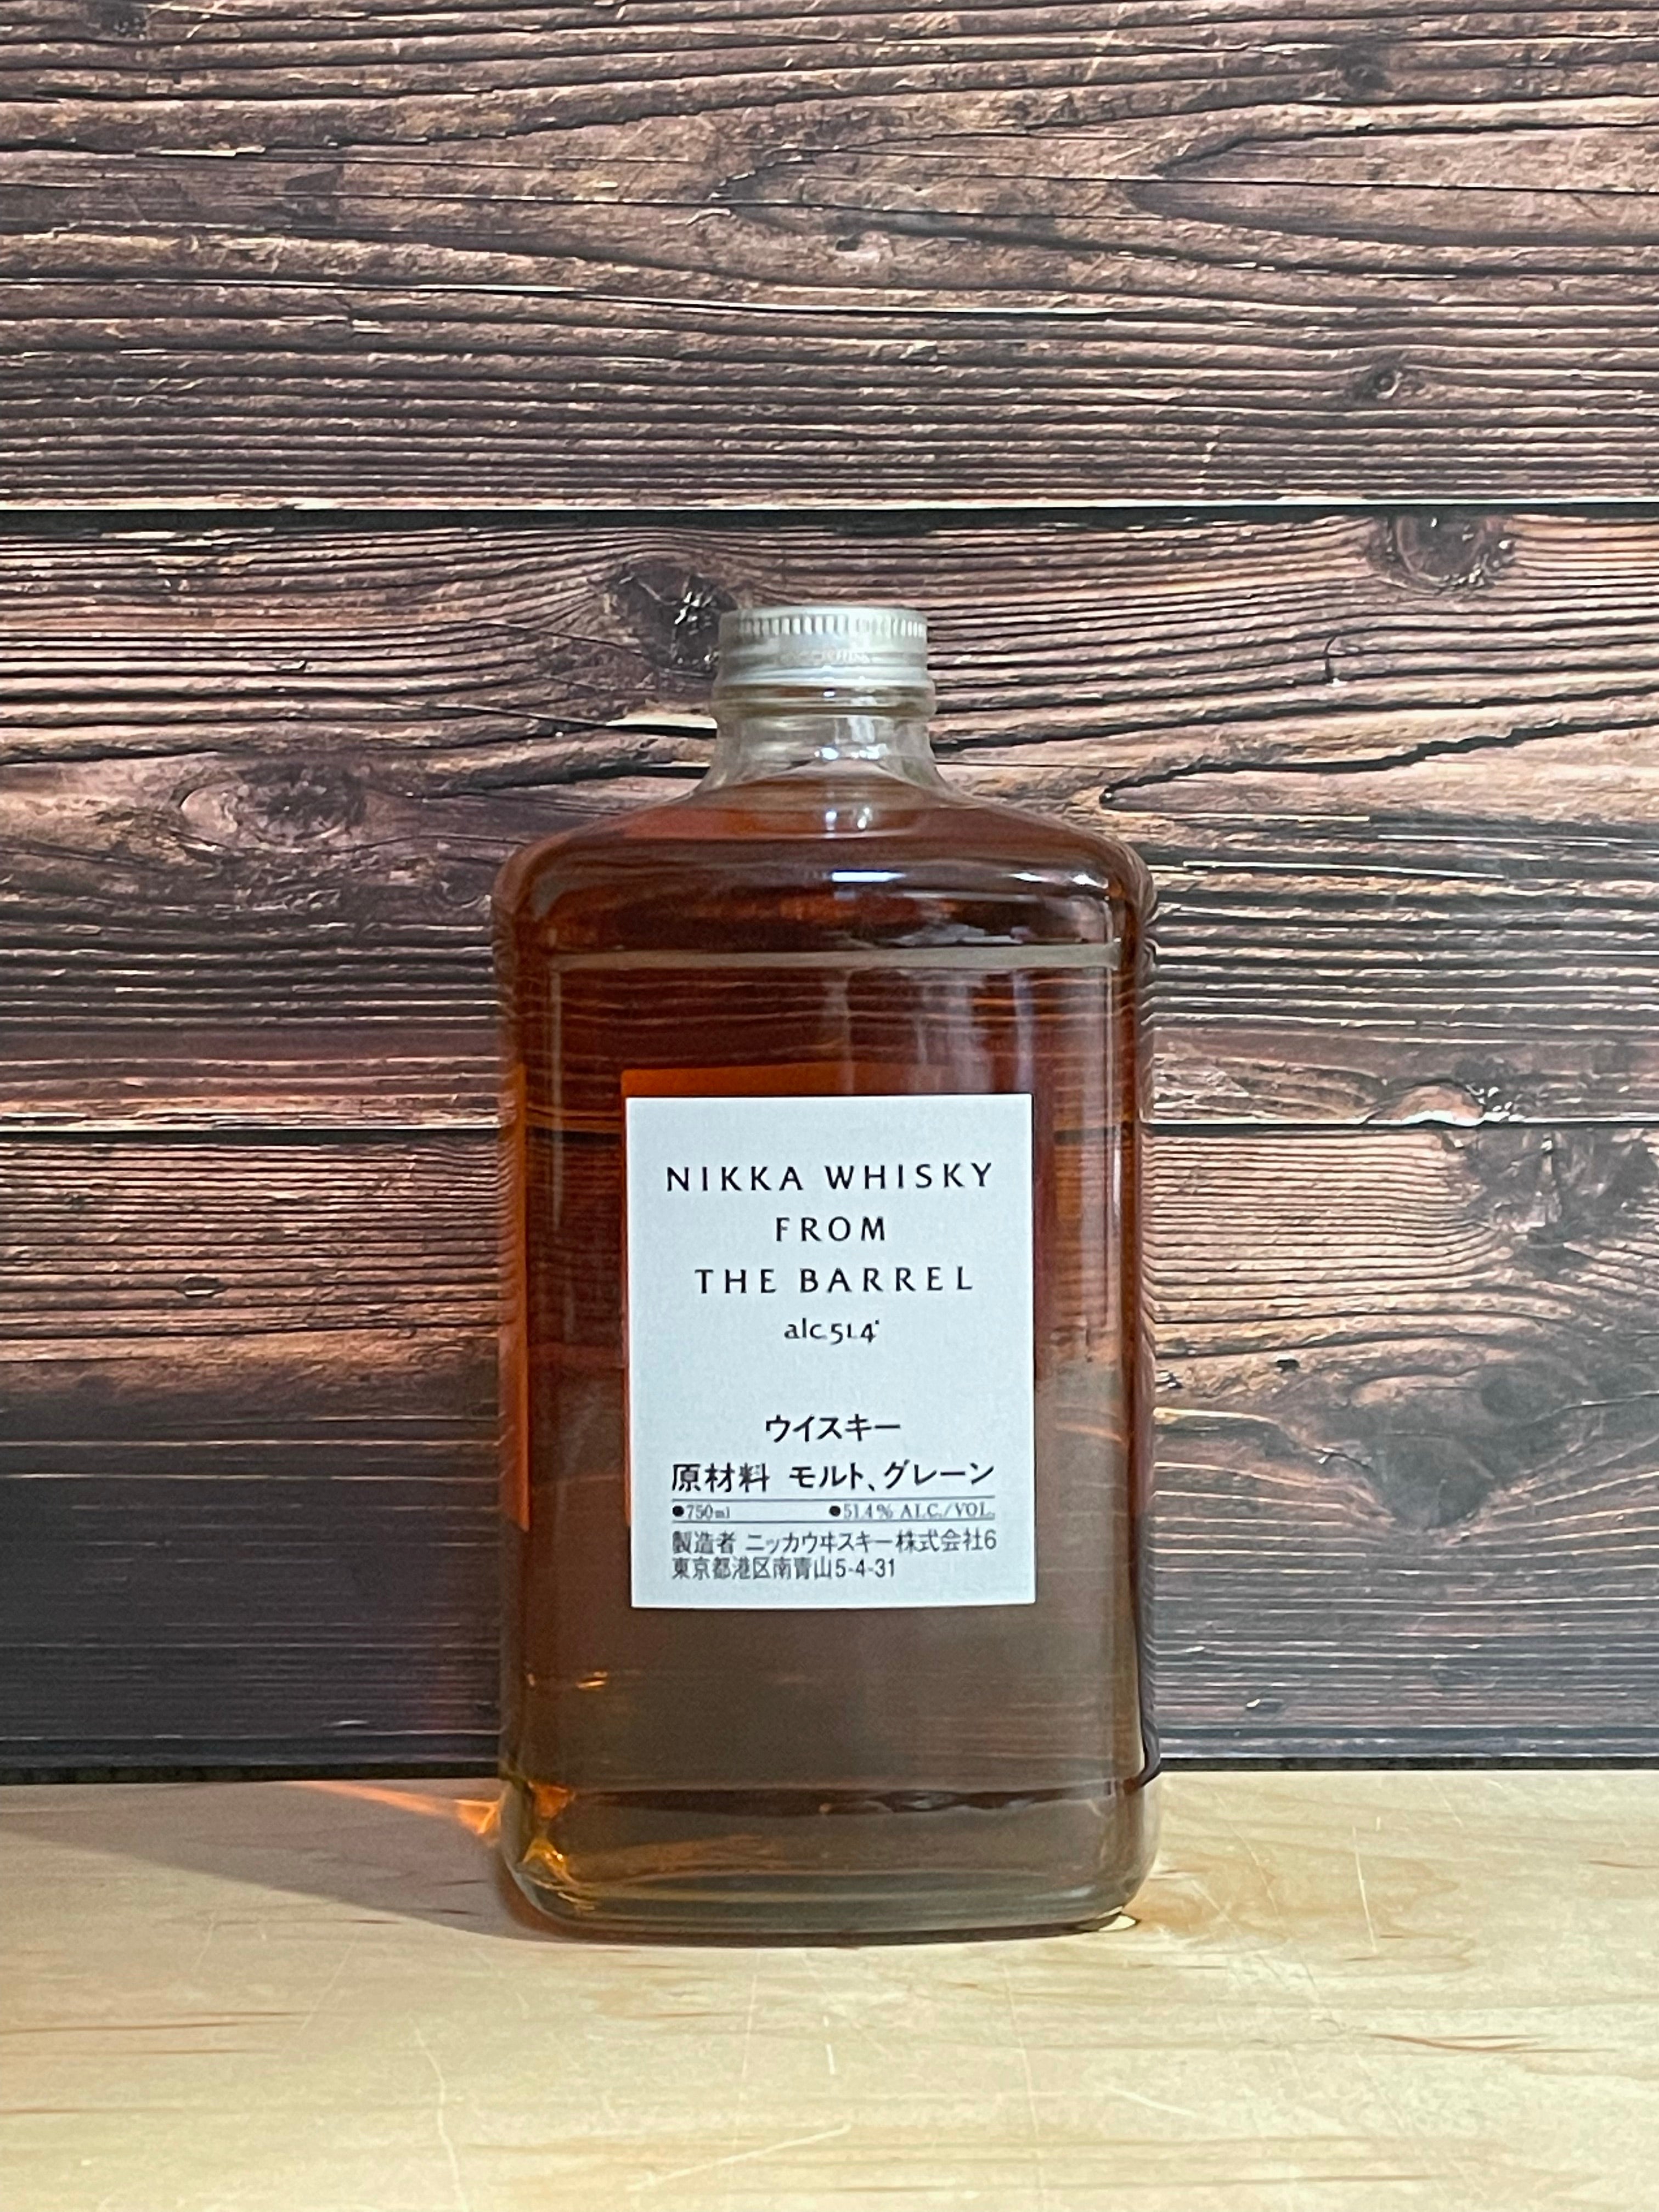 NIKKA WHISKY
FROM
THE BARREL
alc.51.4°
ウイスキー
原材料 モルト、グレーン
●750ml ●51.4% ALC./VOL.
製造者 ニッカウヰスキー株式会社6
東京都港区南青山5-4-31